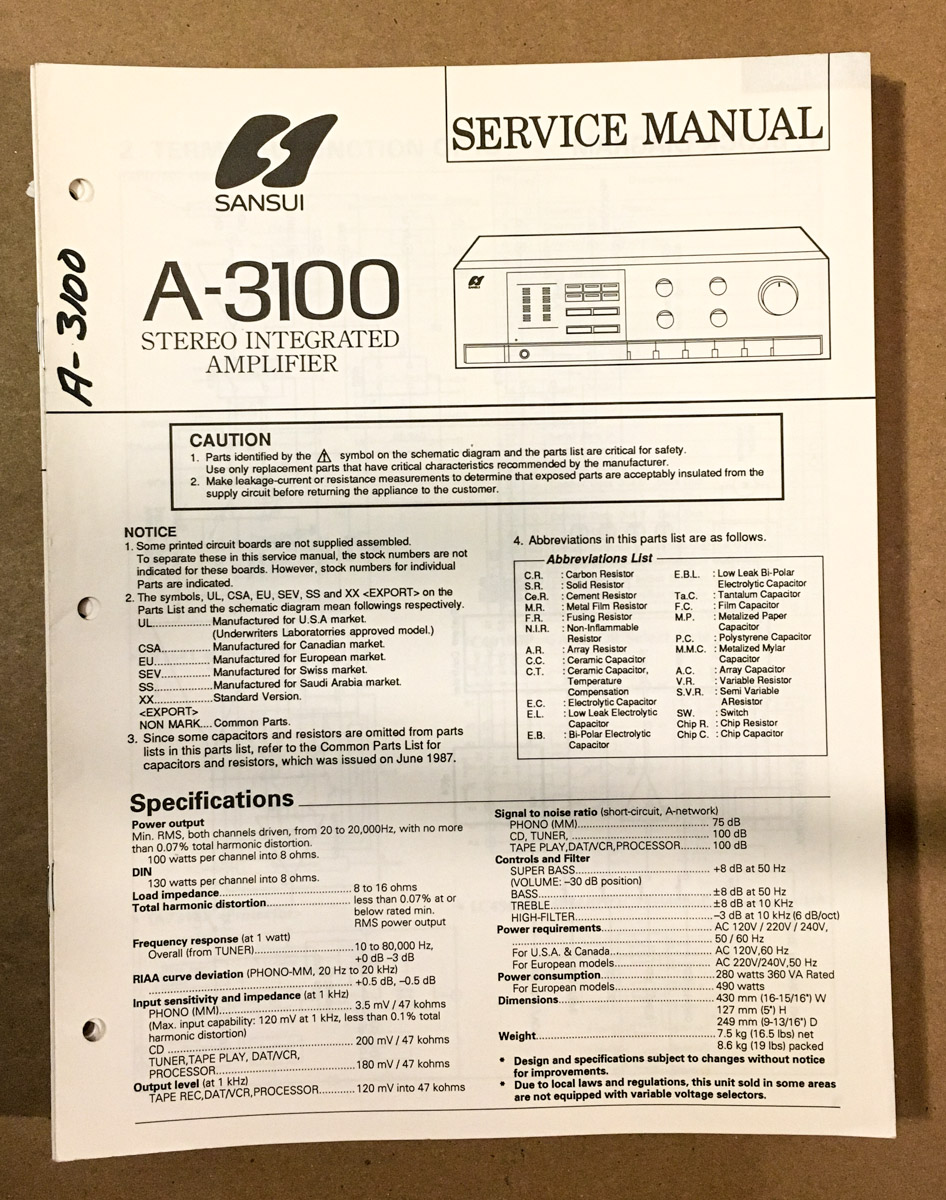 SERVICE MANUAL
SANSUI
A-3100
A-3100
STEREO INTEGRATED
AMPLIFIER
SANSUI
CAUTION
1. Parts identified by the ⚠ symbol on the schematic diagram and the parts list are critical for safety.
Use only replacement parts that have critical characteristics recommended by the manufacturer.
2. Make leakage-current or resistance measurements to determine that exposed parts are acceptably insulated from the
supply circuit before returning the appliance to the customer.
NOTICE
1. Some printed circuit boards are not supplied assembled.
To separate these in this service manual, the stock numbers are not
indicated for these boards. However, stock numbers for individual
Parts are indicated.
2. The symbols, UL, CSA, EU, SEV, SS and XX <EXPORT> on the
Parts List and the schematic diagram mean followings respectively.
UL.................Manufactured for U.S.A market.
(Underwriters Laboratorries approved model.)
CSA..............Manufactured for Canadian market.
EU................Manufactured for European market.
SEV..............Manufactured for Swiss market.
SS................Manufactured for Saudi Arabia market.
XX................Standard Version.
<EXPORT>
NON MARK....Common Parts.
3. Since some capacitors and resistors are omitted from parts
lists in this parts list, refer to the Common Parts List for
capacitors and resistors, which was issued on June 1987.
4. Abbreviations in this parts list are as follows.
Abbreviations List
C.R. : Carbon Resistor
S.R. : Solid Resistor
Ce.R. : Cement Resistor
M.R. : Metal Film Resistor
F.R. : Fusing Resistor
N.I.R. : Non-Inflammable
Resistor
A.R. : Array Resistor
C.C. : Ceramic Capacitor
C.T. : Ceramic Capacitor,
Temperature
Compensation
E.C. : Electrolytic Capacitor
E.L. : Low Leak Electrolytic
Capacitor
E.B. : Bi-Polar Electrolytic
Capacitor
E.B.L. : Low Leak Bi-Polar
Electrolytic Capacitor
Ta.C. : Tantalum Capacitor
F.C. : Film Capacitor
M.P. : Metalized Paper
Capacitor
P.C. : Polystyrene Capacitor
M.M.C. : Metalized Mylar
Capacitor
A.C. : Array Capacitor
V.R. : Variable Resistor
S.V.R. : Semi Variable
AResistor
SW. : Switch
Chip R. : Chip Resistor
Chip C. : Chip Capacitor
Specifications
Power output
Min. RMS, both channels driven, from 20 to 20,000Hz, with no more
than 0.07% total harmonic distortion.
100 watts per channel into 8 ohms.
DIN
130 watts per channel into 8 ohms.
Load impedance................................8 to 16 ohms
Total harmonic distortion....................less than 0.07% at or
below rated min.
RMS power output
Frequency response (at 1 watt)
Overall (from TUNER)......................10 to 80,000 Hz,
+0 dB -3 dB
RIAA curve deviation (PHONO-MM, 20 Hz to 20 kHz)
..................................................+0.5 dB, -0.5 dB
Input sensitivity and impedance (at 1 kHz)
PHONO (MM)................................3.5 mV / 47 kohms
(Max. input capability: 120 mV at 1 kHz, less than 0.1% total
harmonic distortion)
CD ..............................................200 mV / 47 kohms
TUNER,TAPE PLAY, DAT/VCR,
PROCESSOR................................180 mV / 47 kohms
Output level (at 1 kHz)
TAPE REC,DAT/VCR,PROCESSOR...........120 mV into 47 kohms
Signal to noise ratio (short-circuit, A-network)
PHONO (MM)................................75 dB
CD, TUNER, ................................100 dB
TAPE PLAY,DAT/VCR,PROCESSOR.........100 dB
Controls and Filter
SUPER BASS................................+8 dB at 50 Hz
(VOLUME: -30 dB position)
BASS............................................±8 dB at 50 Hz
TREBLE.........................................±8 dB at 10 KHz
HIGH-FILTER.................................-3 dB at 10 kHz (6 dB/oct)
Power requirements............................AC 120V / 220V / 240V,
..................................................50 / 60 Hz
For U.S.A. & Canada........................AC 120V,60 Hz
For European models......................AC 220V/240V,50 Hz
Power consumption............................280 watts 360 VA Rated
For European models......................490 watts
Dimensions........................................430 mm (16-15/16") W
127 mm (5") H
249 mm (9-13/16") D
Weight...............................................7.5 kg (16.5 lbs) net
8.6 kg (19 lbs) packed
* Design and specifications subject to changes without notice
for improvements.
* Due to local laws and regulations, this unit sold in some areas
are not equipped with variable voltage selectors.